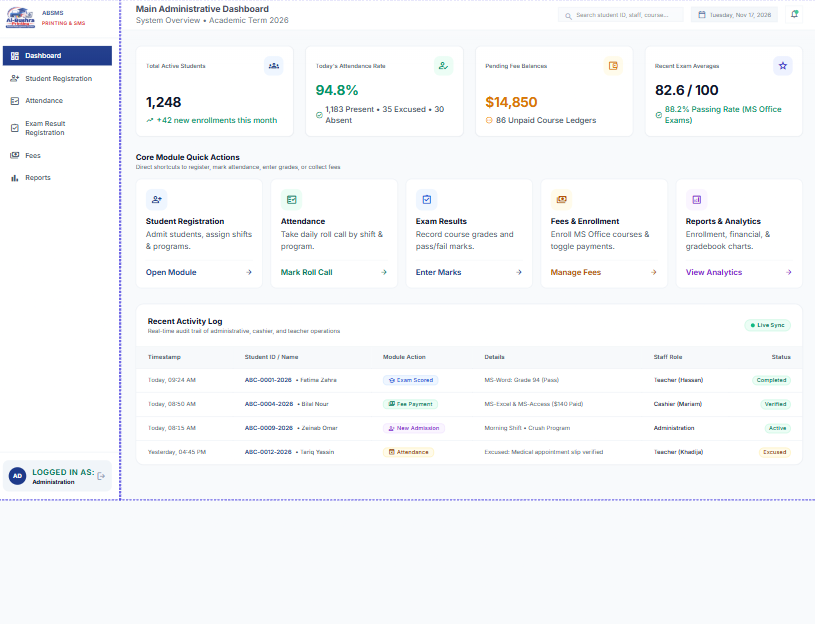 Al-Bushra
Printing
ABSMS
PRINTING & SMS
Dashboard
Student Registration
Attendance
Exam Result
Registration
Fees
Reports
AD
LOGGED IN AS:
Administration
Main Administrative Dashboard
System Overview • Academic Term 2026
Search student ID, staff, course...
Tuesday, Nov 17, 2026
Total Active Students
1,248
+42 new enrollments this month
Today's Attendance Rate
94.8%
1,183 Present • 35 Excused • 30
Absent
Pending Fee Balances
$14,850
86 Unpaid Course Ledgers
Recent Exam Averages
82.6 / 100
88.2% Passing Rate (MS Office
Exams)
Core Module Quick Actions
Direct shortcuts to register, mark attendance, enter grades, or collect fees
Student Registration
Admit students, assign shifts
& programs.
Open Module
Attendance
Take daily roll call by shift &
program.
Mark Roll Call
Exam Results
Record course grades and
pass/fail marks.
Enter Marks
Fees & Enrollment
Enroll MS Office courses &
toggle payments.
Manage Fees
Reports & Analytics
Enrollment, financial, &
gradebook charts.
View Analytics
Recent Activity Log
Real-time audit trail of administrative, cashier, and teacher operations
Live Sync
Timestamp Student ID / Name Module Action Details Staff Role Status
Today, 09:24 AM ABC-0001-2026 • Fatima Zahra Exam Scored MS-Word: Grade 94 (Pass) Teacher (Hassan) Completed
Today, 08:50 AM ABC-0004-2026 • Bilal Nour Fee Payment MS-Excel & MS-Access ($140 Paid) Cashier (Mariam) Verified
Today, 08:15 AM ABC-0009-2026 • Zeinab Omar New Admission Morning Shift • Crush Program Administration Active
Yesterday, 04:45 PM ABC-0012-2026 • Tariq Yassin Attendance Excused: Medical appointment slip verified Teacher (Khadija) Excused